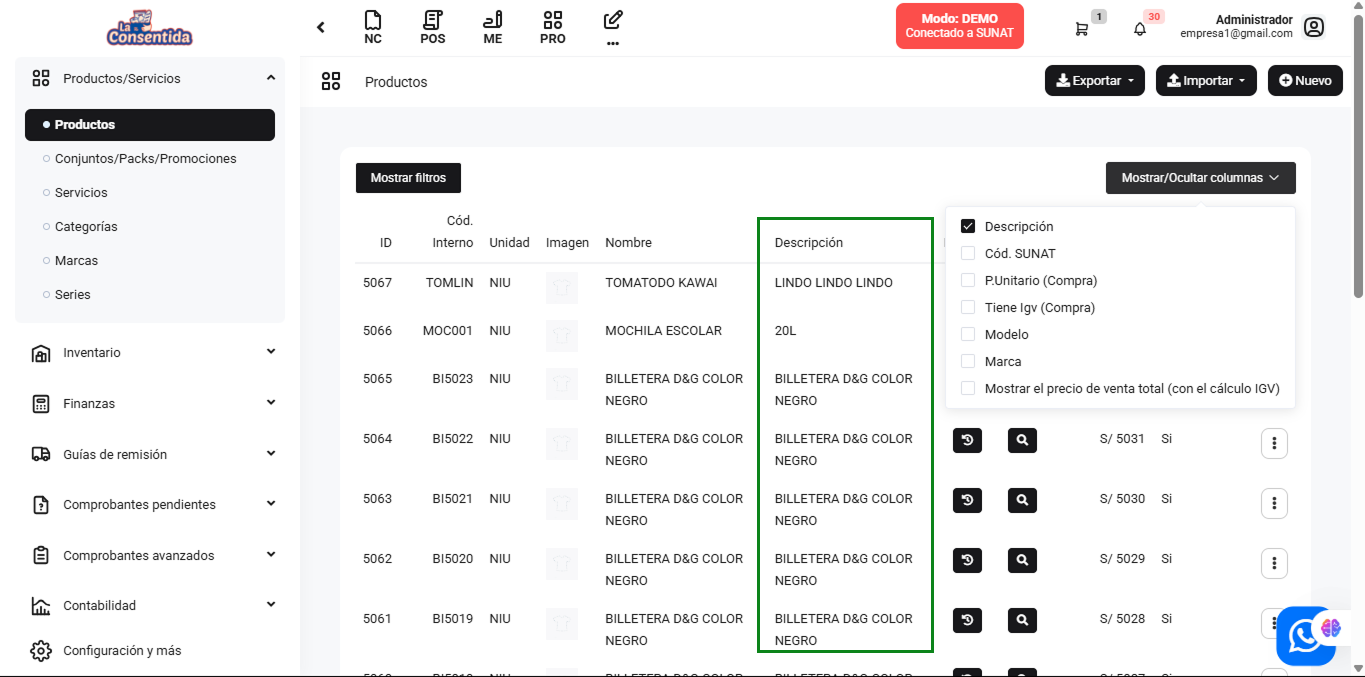 La Consentida
NC
POS
ME
PRO
...
Modo: DEMO
Conectado a SUNAT
1
30
Administrador
empresa1@gmail.com
Productos/Servicios
Productos
Conjuntos/Packs/Promociones
Servicios
Categorías
Marcas
Series
Inventario
Finanzas
Guías de remisión
Comprobantes pendientes
Comprobantes avanzados
Contabilidad
Configuración y más
Productos
Exportar
Importar
Nuevo
Mostrar filtros
Mostrar/Ocultar columnas
Descripción
Cód. SUNAT
P.Unitario (Compra)
Tiene Igv (Compra)
Modelo
Marca
Mostrar el precio de venta total (con el cálculo IGV)
ID Cód. Interno Unidad Imagen Nombre Descripción
5067 TOMLIN NIU TOMATODO KAWAI LINDO LINDO LINDO
5066 MOC001 NIU MOCHILA ESCOLAR 20L
5065 BI5023 NIU BILLETERA D&G COLOR NEGRO BILLETERA D&G COLOR NEGRO
5064 BI5022 NIU BILLETERA D&G COLOR NEGRO BILLETERA D&G COLOR NEGRO S/ 5031 Si
5063 BI5021 NIU BILLETERA D&G COLOR NEGRO BILLETERA D&G COLOR NEGRO S/ 5030 Si
5062 BI5020 NIU BILLETERA D&G COLOR NEGRO BILLETERA D&G COLOR NEGRO S/ 5029 Si
5061 BI5019 NIU BILLETERA D&G COLOR NEGRO BILLETERA D&G COLOR NEGRO S/ 5028 Si